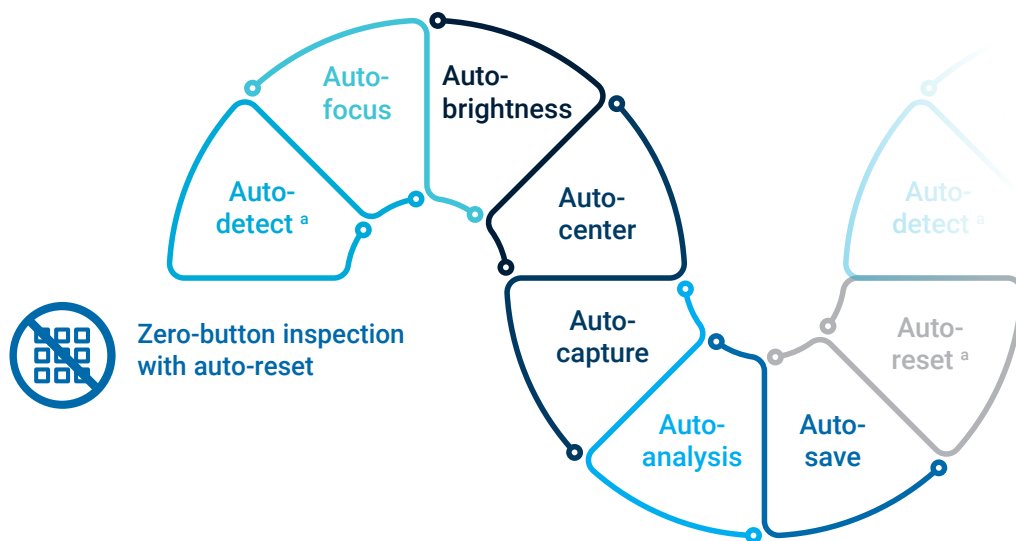 Auto-
detect ᵃ
Auto-
focus
Auto-
brightness
Auto-
center
Auto-
capture
Auto-
analysis
Auto-
save
Auto-
reset ᵃ
Auto-
detect ᵃ
Zero-button inspection
with auto-reset